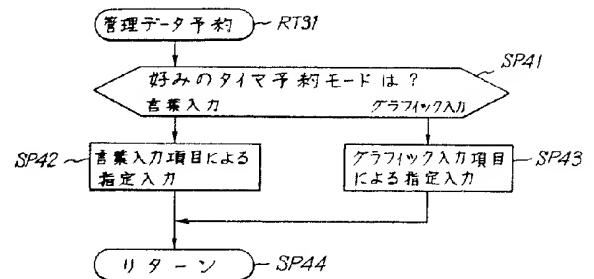 管理データ予約
RT31
SP41
好みのタイマ予約モードは?
言葉入力
グラフィック入力
SP42
言葉入力項目による
指定入力
グラフィック入力項目
による指定入力
SP43
リターン
SP44